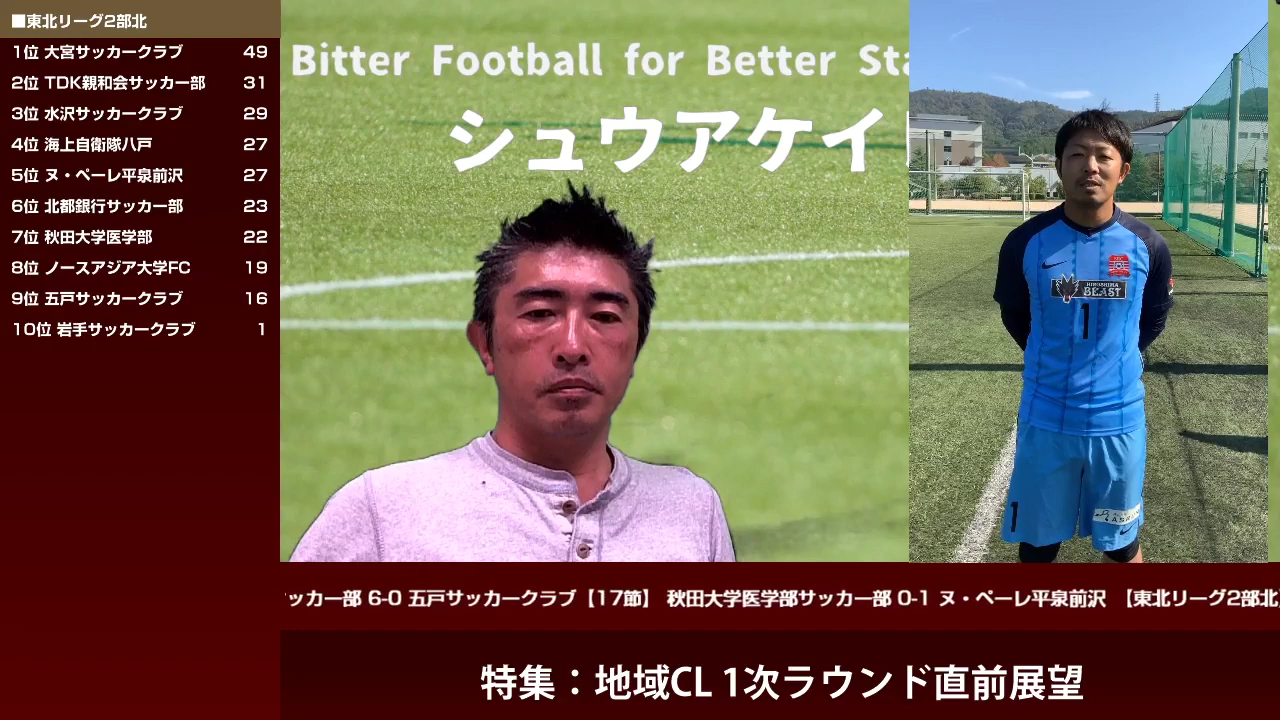 ■東北リーグ2部北
1位 大宮サッカークラブ 49
2位 TDK親和会サッカー部 31
3位 水沢サッカークラブ 29
4位 海上自衛隊八戸 27
5位 ヌ・ペーレ平泉前沢 27
6位 北都銀行サッカー部 23
7位 秋田大学医学部 22
8位 ノースアジア大学FC 19
9位 五戸サッカークラブ 16
10位 岩手サッカークラブ 1
Bitter Football for Better Sta
シュウアケイ
HIROSHIMA
BEAST
1
1
ッカー部 6-0 五戸サッカークラブ【17節】 秋田大学医学部サッカー部 0-1 ヌ・ペーレ平泉前沢 【東北リーグ2部北
特集：地域CL 1次ラウンド直前展望